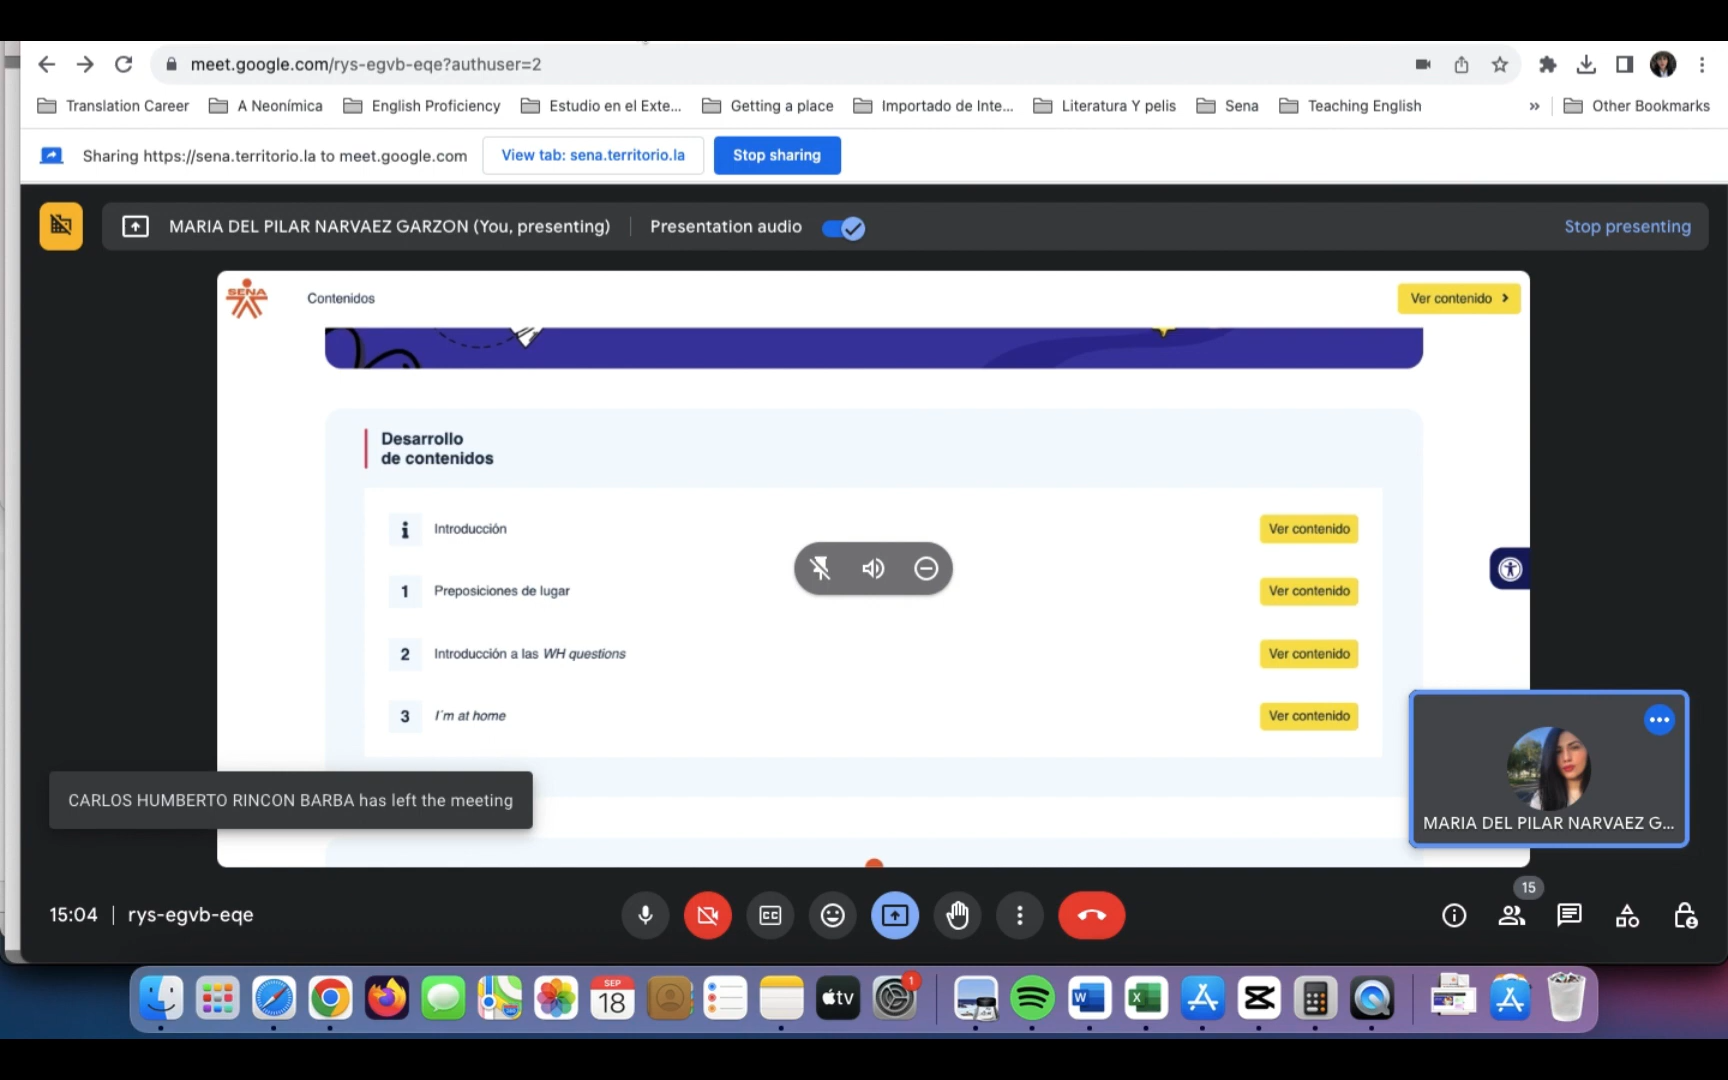 meet.google.com/rys-egvb-eqe?authuser=2
Translation Career A Neonímica English Proficiency Estudio en el Exte... Getting a place Importado de Inte... Literatura Y pelis Sena Teaching English » Other Bookmarks
Sharing https://sena.territorio.la to meet.google.com View tab: sena.territorio.la Stop sharing
MARIA DEL PILAR NARVAEZ GARZON (You, presenting) Presentation audio Stop presenting
SENA Contenidos Ver contenido
Desarrollo
de contenidos
i Introducción Ver contenido
1 Preposiciones de lugar Ver contenido
2 Introducción a las WH questions Ver contenido
3 I´m at home Ver contenido
CARLOS HUMBERTO RINCON BARBA has left the meeting
MARIA DEL PILAR NARVAEZ G...
15
15:04 | rys-egvb-eqe CC
SEP
18
tv
1
W
X